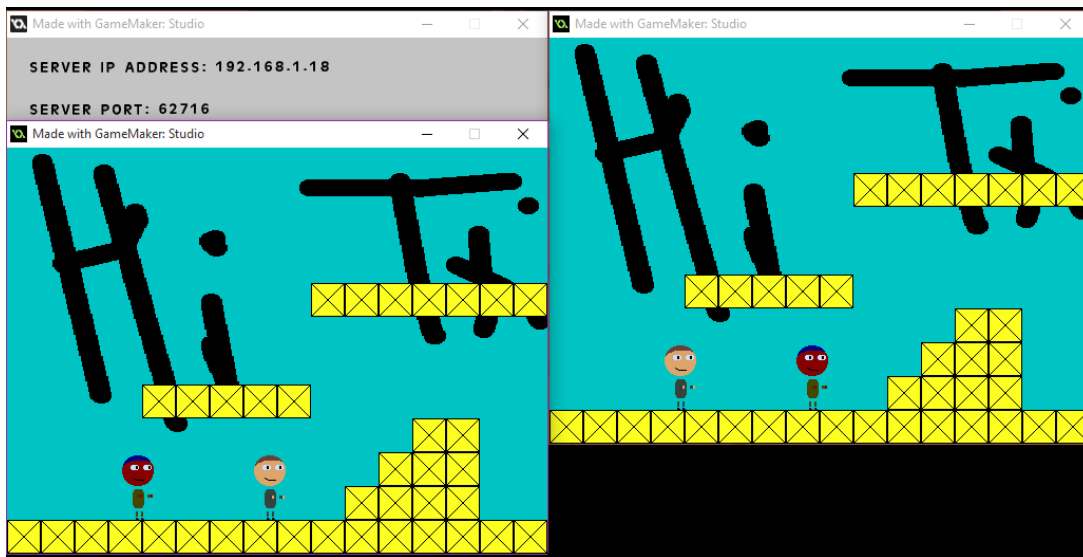 Made with GameMaker: Studio
SERVER IP ADDRESS: 192.168.1.18
SERVER PORT: 62716
Made with GameMaker: Studio
Hi
Made with GameMaker: Studio
Hi